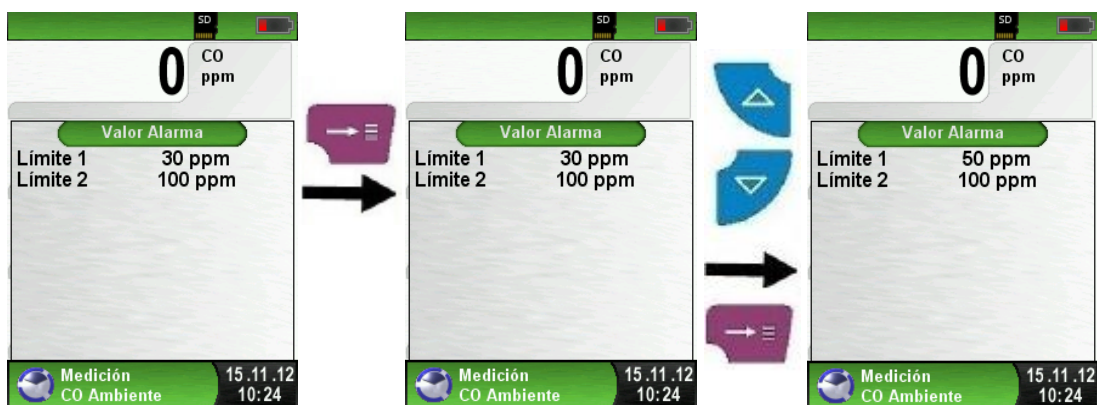 SD
0 CO
ppm
Valor Alarma
Límite 1 30 ppm
Límite 2 100 ppm
Medición
CO Ambiente
15.11.12
10:24
SD
0 CO
ppm
Valor Alarma
Límite 1 30 ppm
Límite 2 100 ppm
Medición
CO Ambiente
15.11.12
10:24
SD
0 CO
ppm
Valor Alarma
Límite 1 50 ppm
Límite 2 100 ppm
Medición
CO Ambiente
15.11.12
10:24